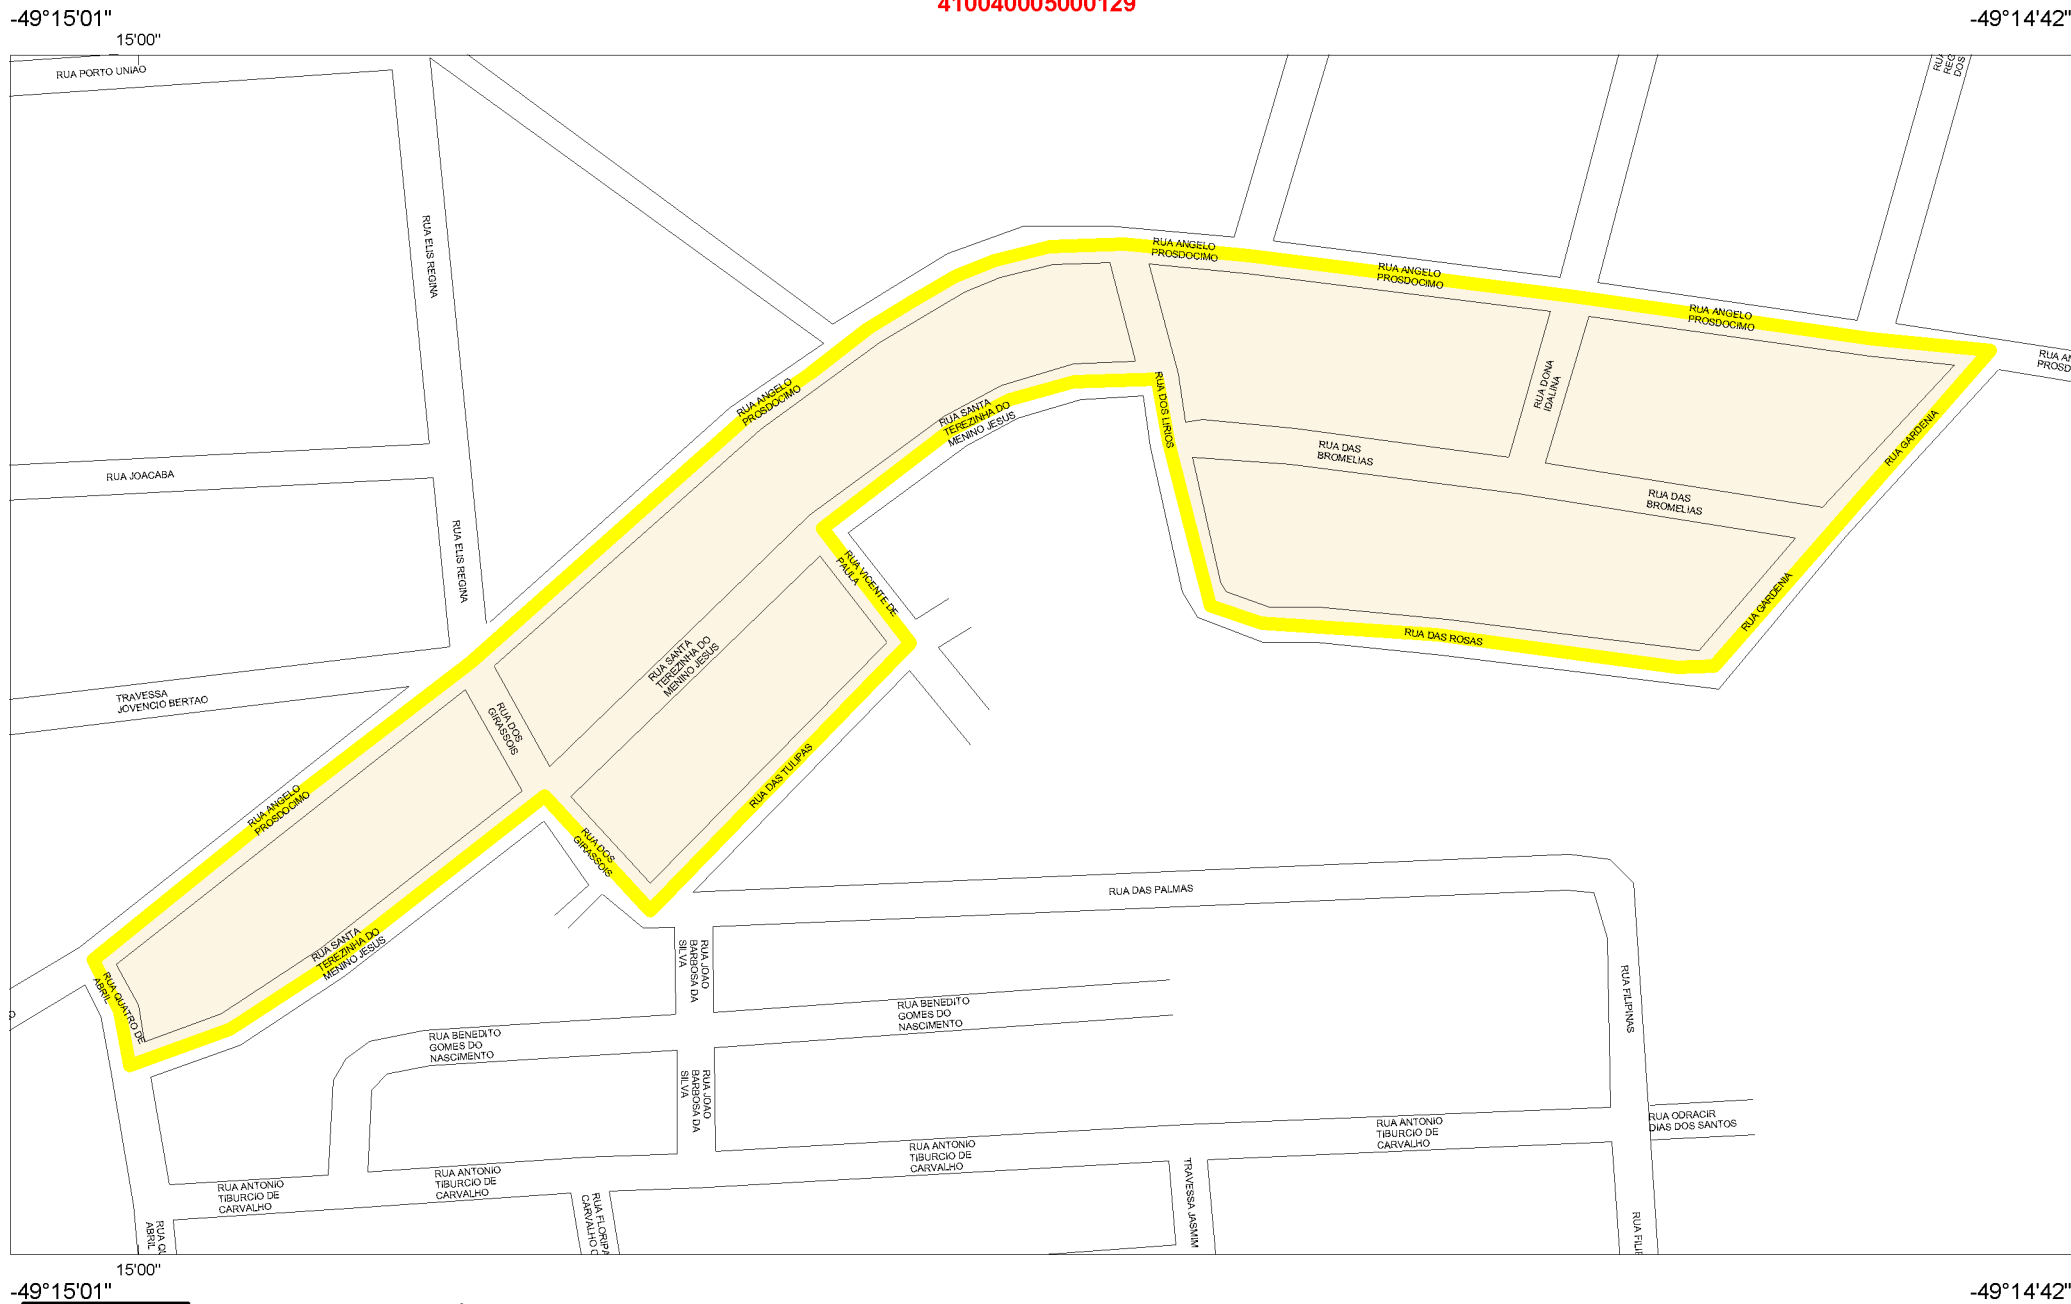 410040005000129
-49°15'01"
-49°14'42"
15'00"
RUA PORTO UNIAO
RUA ELIS REGINA
RUA ANGELO
PROSDOCIMO
RUA ANGELO
PROSDOCIMO
RUA ANGELO
PROSDOCIMO
RUA DONA
IDALINA
RUA ANGELO
PROSDOCIMO
RUA SANTA
TEREZINHA DO
MENINO JESUS
RUA DOS LIRIOS
RUA GARDENIA
RUA DAS
BROMELIAS
RUA JOACABA
RUA DAS
BROMELIAS
RUA ELIS REGINA
RUA VICENTE DE
PAULA
RUA GARDENIA
RUA DAS ROSAS
RUA SANTA
TEREZINHA DO
MENINO JESUS
TRAVESSA
JOVENCIO BERTAO
RUA DOS
GIRASSOIS
RUA DAS TULIPAS
RUA ANGELO
PROSDOCIMO
RUA DOS
GIRASSOIS
RUA DAS PALMAS
RUA SANTA
TEREZINHA DO
MENINO JESUS
RUA JOAO
BARBOSA DA
SILVA
RUA QUATRO DE
ABRIL
RUA FILIPINAS
RUA BENEDITO
GOMES DO
NASCIMENTO
RUA BENEDITO
GOMES DO
NASCIMENTO
RUA JOAO
BARBOSA DA
SILVA
RUA ODRACIR
DIAS DOS SANTOS
RUA ANTONIO
TIBURCIO DE
CARVALHO
RUA ANTONIO
TIBURCIO DE
CARVALHO
RUA ANTONIO
TIBURCIO DE
CARVALHO
RUA ANTONIO
TIBURCIO DE
CARVALHO
TRAVESSA JASMIM
RUA FLORIPA
CARVALHO
RUA
ABRIL
RUA
15'00"
-49°15'01"
-49°14'42"